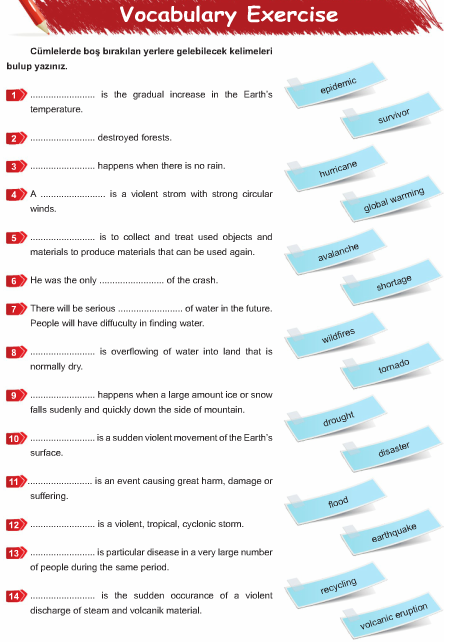 Vocabulary Exercise
Cümlelerde boş bırakılan yerlere gelebilecek kelimeleri
bulup yazınız.
1 ......................... is the gradual increase in the Earth's
temperature.
2 ......................... destroyed forests.
3 ......................... happens when there is no rain.
4 A ......................... is a violent strom with strong circular
winds.
5 ......................... is to collect and treat used objects and
materials to produce materials that can be used again.
6 He was the only ......................... of the crash.
7 There will be serious ......................... of water in the future.
People will have diffuculty in finding water.
8 ......................... is overflowing of water into land that is
normally dry.
9 ......................... happens when a large amount ice or snow
falls sudenly and quickly down the side of mountain.
10 ......................... is a sudden violent movement of the Earth's
surface.
11 ......................... is an event causing great harm, damage or
suffering.
12 ......................... is a violent, tropical, cyclonic storm.
13 ......................... is particular disease in a very large number
of people during the same period.
14 ......................... is the sudden occurance of a violent
discharge of steam and volcanik material.
epidemic
survivor
hurricane
global warming
avalanche
shortage
wildfires
tornado
drought
disaster
flood
earthquake
recycling
volcanic eruption